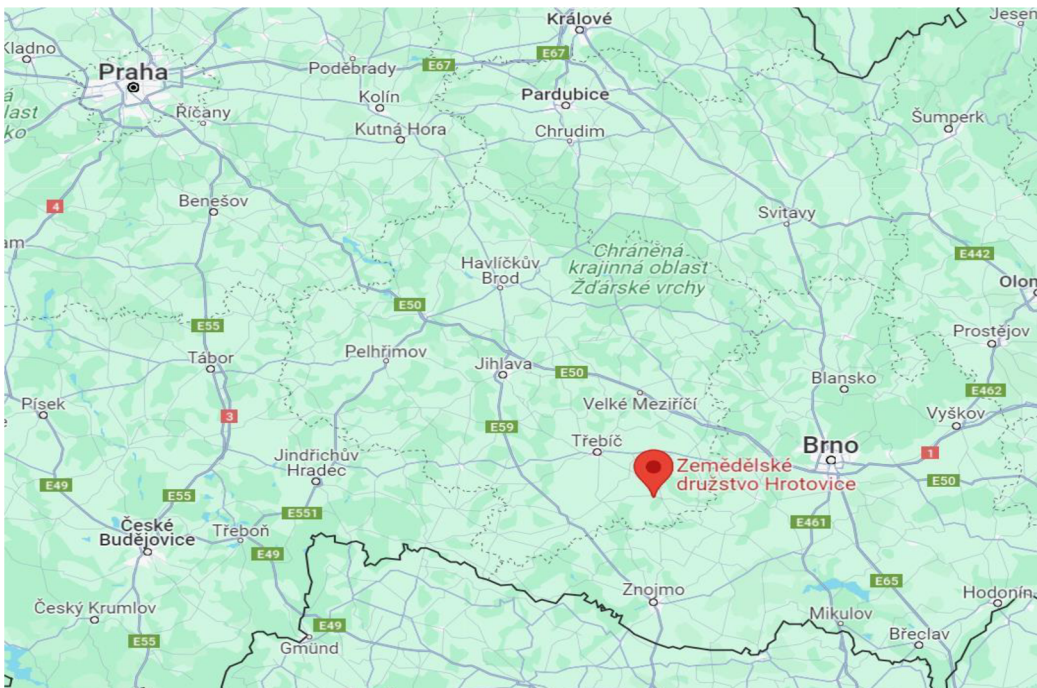 Králové
Jesen
Kladno
E67
Praha
Poděbrady
E67
Kolín
Pardubice
Říčany
Kutná Hora
Chrudim
Šumperk
4
Benešov
Svitavy
Havlíčkův
Brod
Chráněná
krajinná oblast
Žďárské vrchy
E442
Olom
E50
E55
Prostějov
Tábor
Pelhřimov
Jihlava
E50
Blansko
E462
Písek
3
Velké Meziříčí
Vyškov
E59
Třebíč
Brno
1
Jindřichův
Hradec
Zemědělské
družstvo Hrotovice
E49
E55
E50
E551
České
Budějovice
Třeboň
E49
E461
Znojmo
E65
Český Krumlov
E49
Mikulov
Hodonín
E55
Gmünd
Břeclav